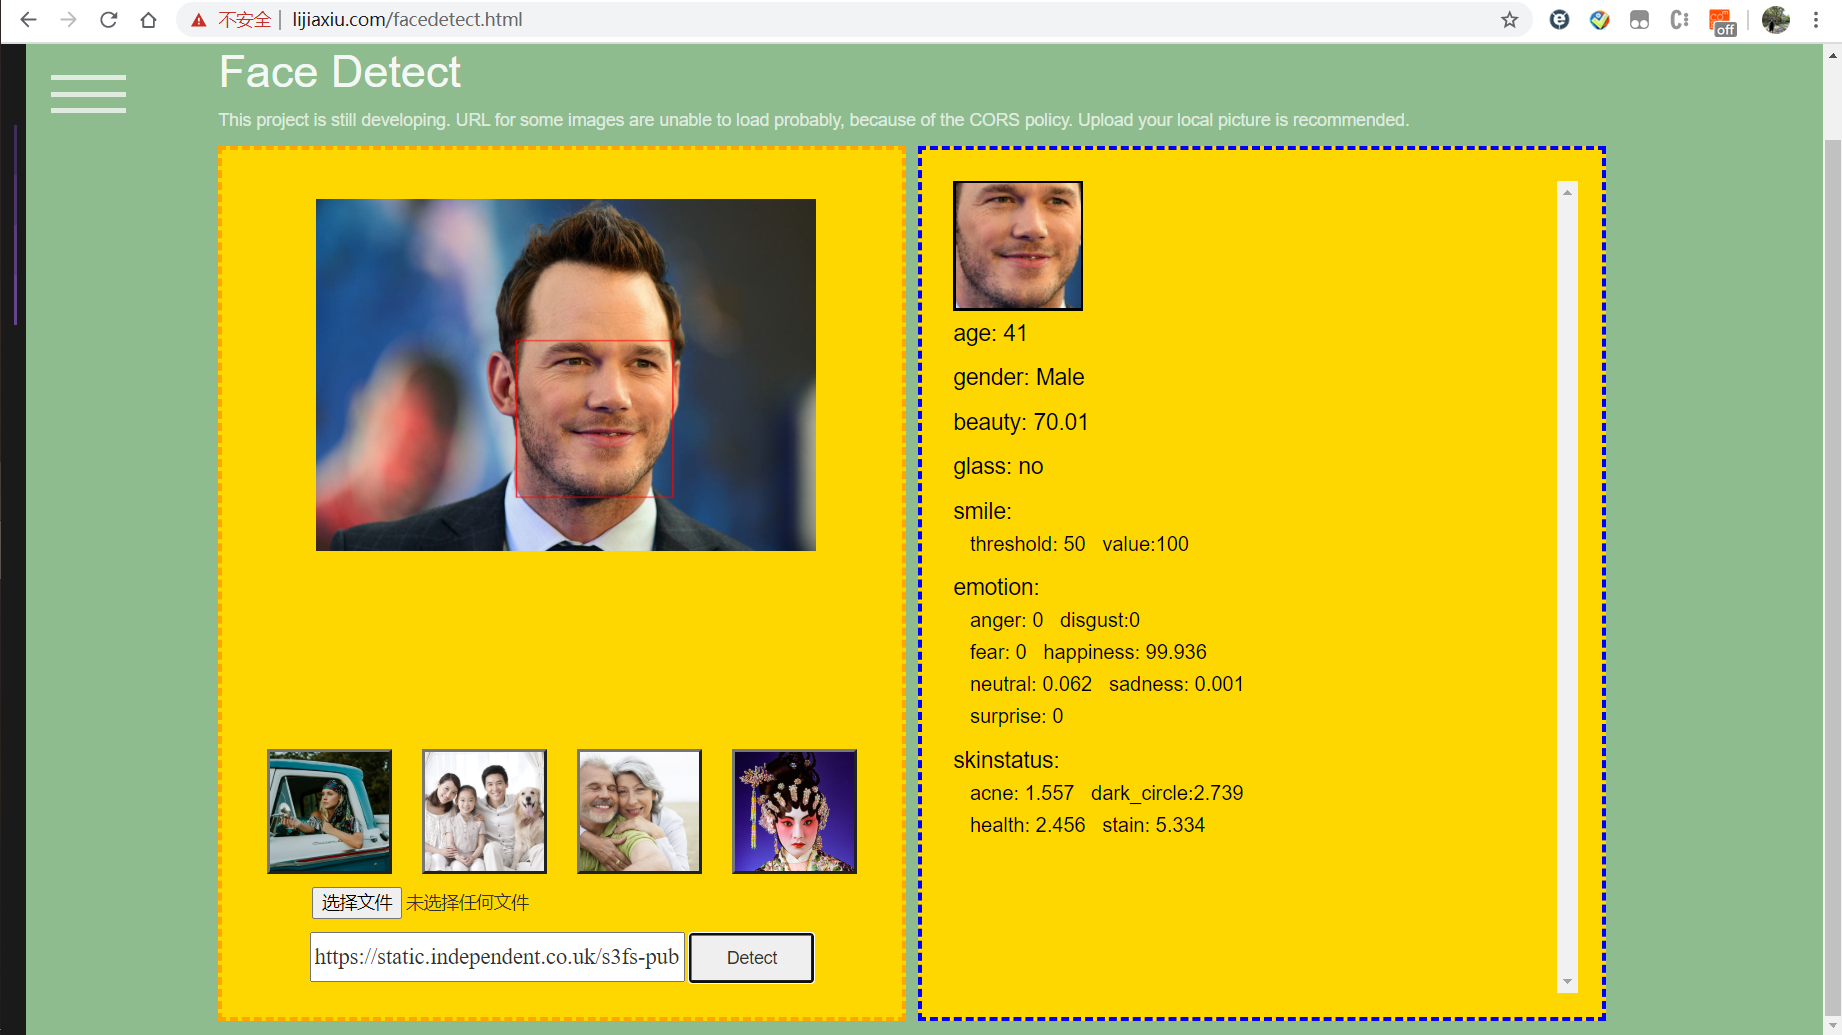 不安全 | lijiaxiu.com/facedetect.html
off
Face Detect
This project is still developing. URL for some images are unable to load probably, because of the CORS policy. Upload your local picture is recommended.
age: 41
gender: Male
beauty: 70.01
glass: no
smile:
threshold: 50 value:100
emotion:
anger: 0 disgust:0
fear: 0 happiness: 99.936
neutral: 0.062 sadness: 0.001
surprise: 0
skinstatus:
acne: 1.557 dark_circle:2.739
health: 2.456 stain: 5.334
选择文件 未选择任何文件
https://static.independent.co.uk/s3fs-pub
Detect